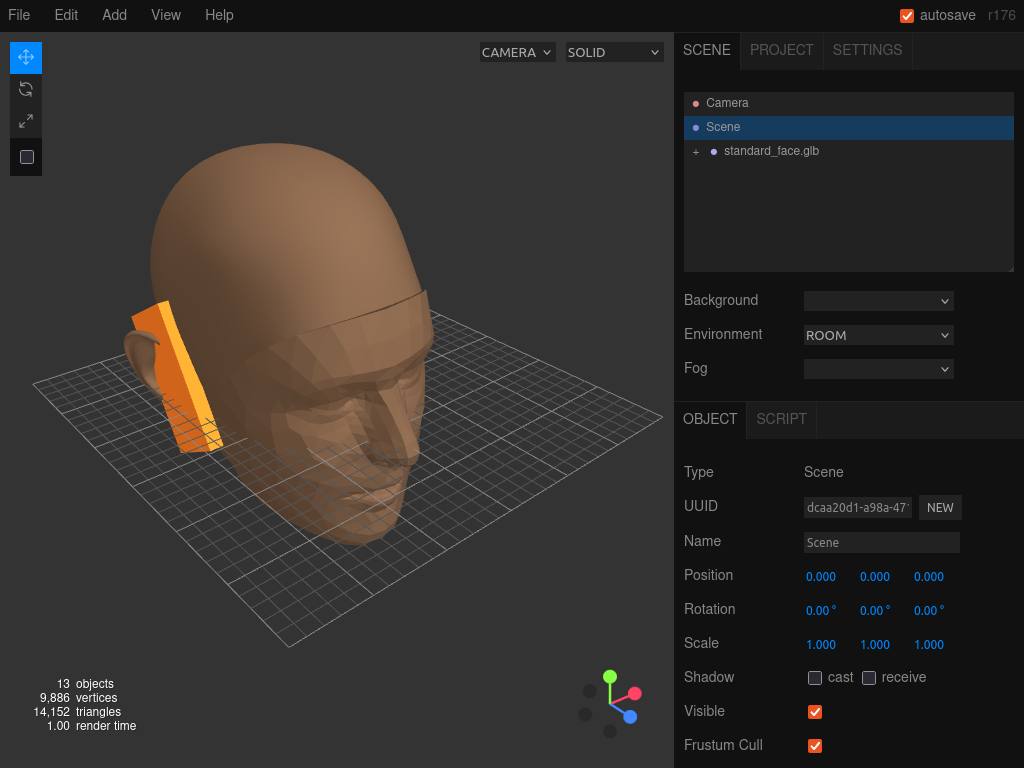 File Edit Add View Help autosave r176
CAMERA SOLID
SCENE PROJECT SETTINGS
Camera
Scene
+ standard_face.glb
Background
Environment ROOM
Fog
OBJECT SCRIPT
Type Scene
UUID dcaa20d1-a98a-47 NEW
Name Scene
Position 0.000 0.000 0.000
Rotation 0.00° 0.00° 0.00°
Scale 1.000 1.000 1.000
Shadow cast receive
Visible
Frustum Cull
13 objects
9,886 vertices
14,152 triangles
1.00 render time